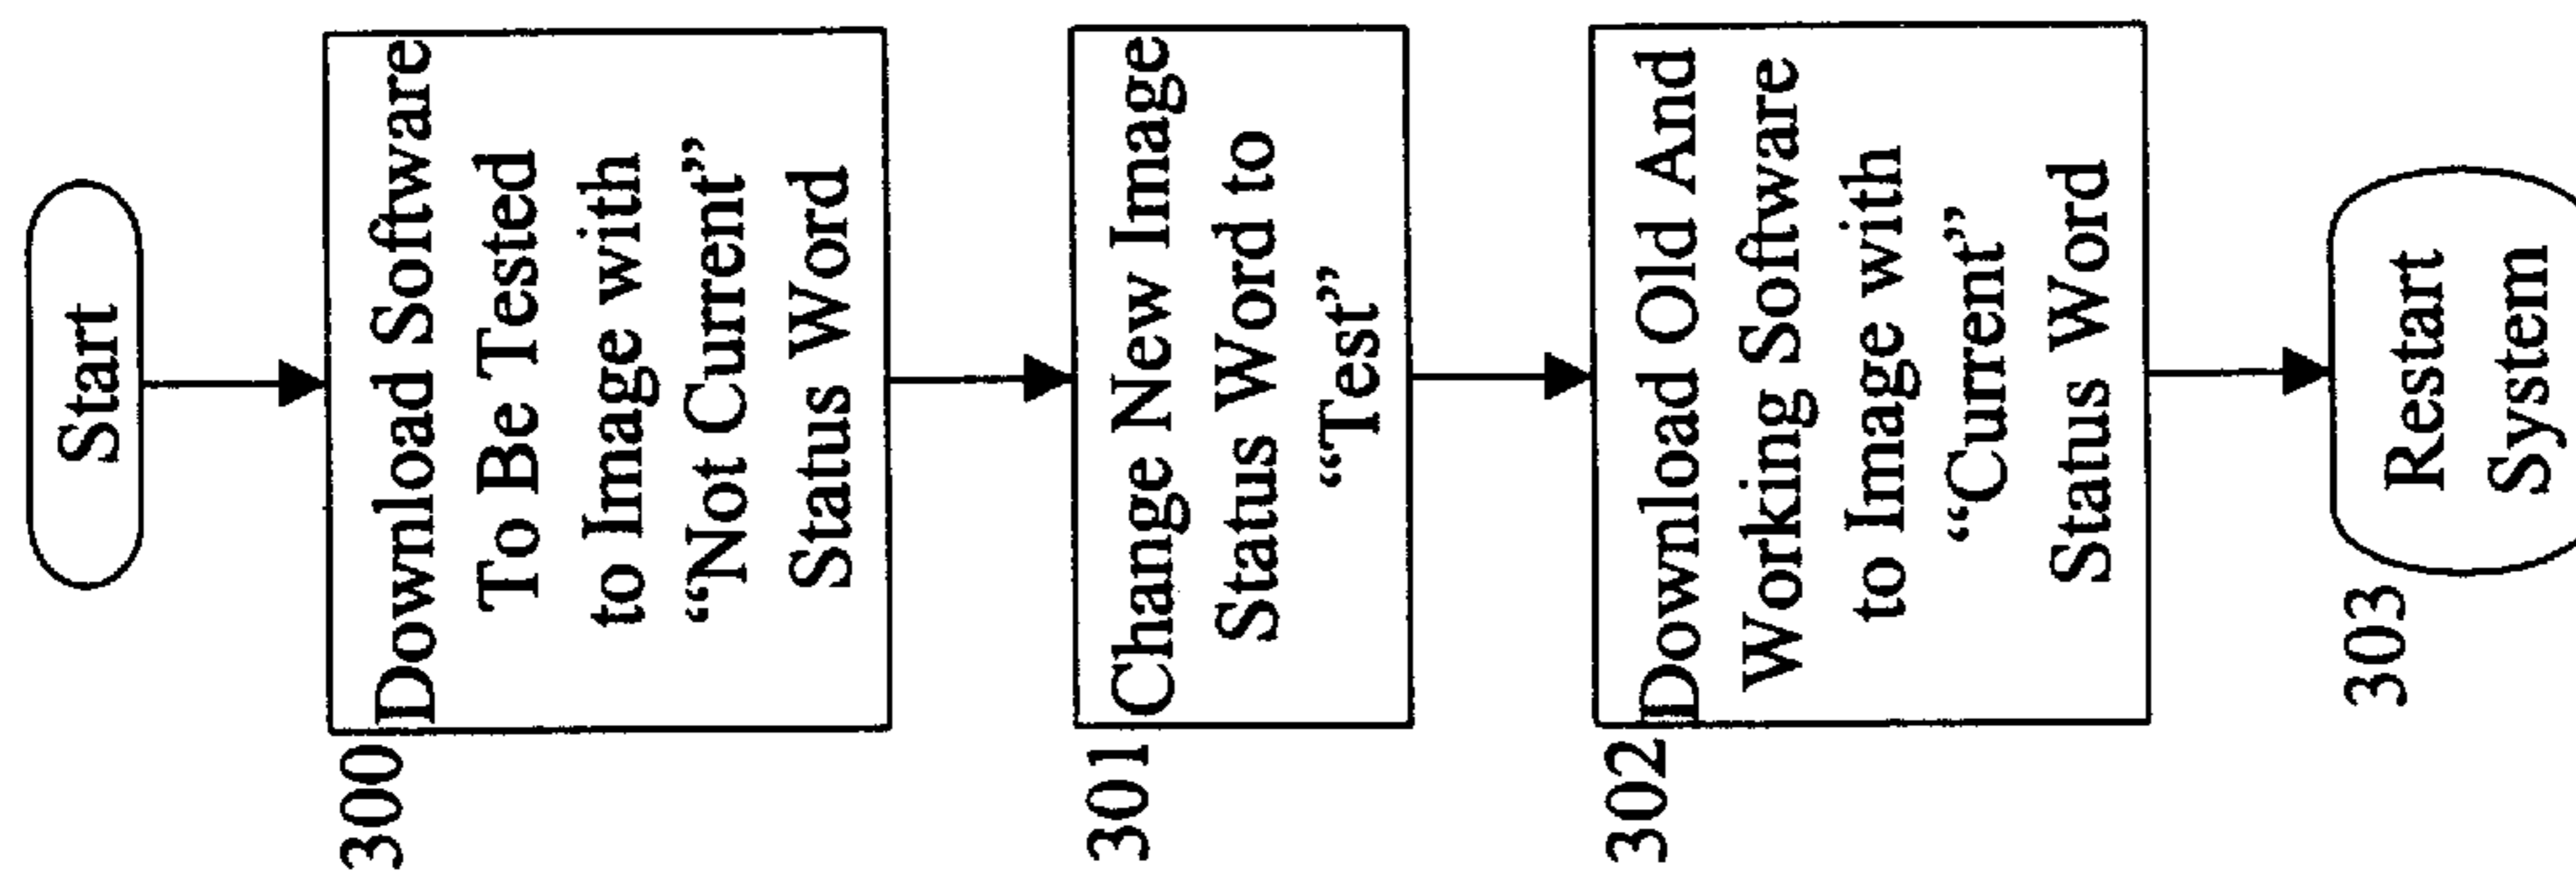 Start
300
Download Software
To Be Tested
to Image with
“Not Current”
Status Word
301
Change New Image
Status Word to
“Test”
302
Download Old And
Working Software
to Image with
“Current”
Status Word
303
Restart
System